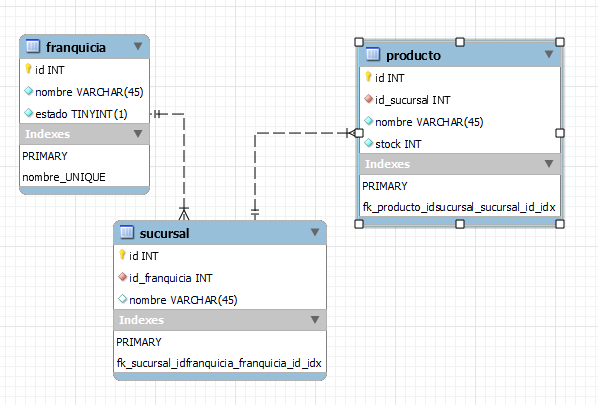 franquicia
id INT
nombre VARCHAR(45)
estado TINYINT(1)
Indexes
PRIMARY
nombre_UNIQUE
producto
id INT
id_sucursal INT
nombre VARCHAR(45)
stock INT
Indexes
PRIMARY
fk_producto_idsucursal_sucursal_id_idx
sucursal
id INT
id_franquicia INT
nombre VARCHAR(45)
Indexes
PRIMARY
fk_sucursal_idfranquicia_franquicia_id_idx